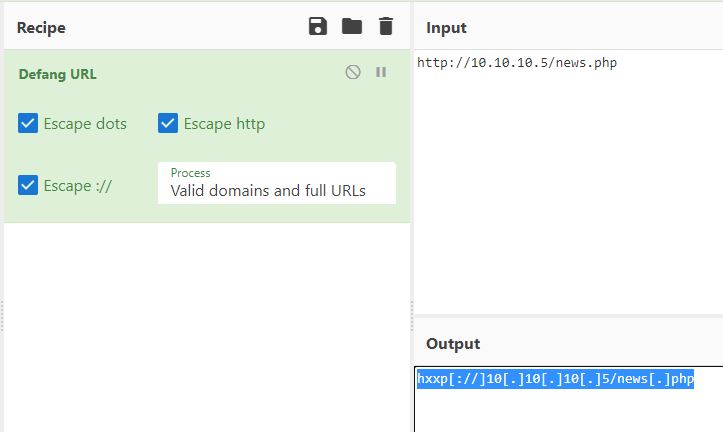 Recipe
Defang URL
Escape dots
Escape http
Escape ://
Process
Valid domains and full URLs
Input
http://10.10.10.5/news.php
Output
hxxp[://]10[.]10[.]10[.]5/news[.]php